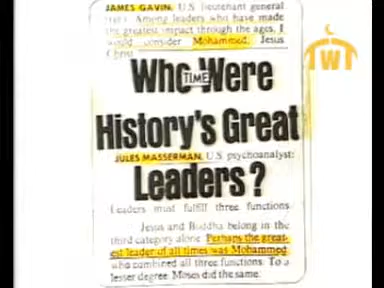 JAMES GAVIN, U.S. lieutenant general
Among leaders who have made
the greatest impact through the ages, I
would consider Mohammed, Jesus
Christ
Who Were
TIME
History's Great
JULES MASSERMAN, U.S. psychoanalyst:
Leaders?
Leaders must fulfill three functions
Jesus and Buddha belong in the
third category alone. Perhaps the great-
est leader of all times was Mohammed,
who combined all three functions. To a
lesser degree, Moses did the same.
IWT